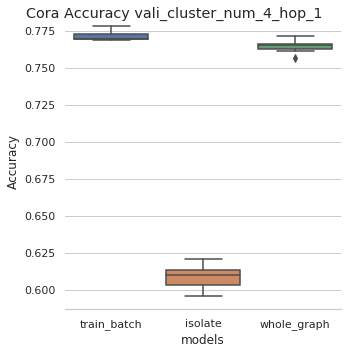 Cora Accuracy vali_cluster_num_4_hop_1
0.775
0.750
0.725
0.700
0.675
0.650
0.625
0.600
Accuracy
train_batch isolate whole_graph
models